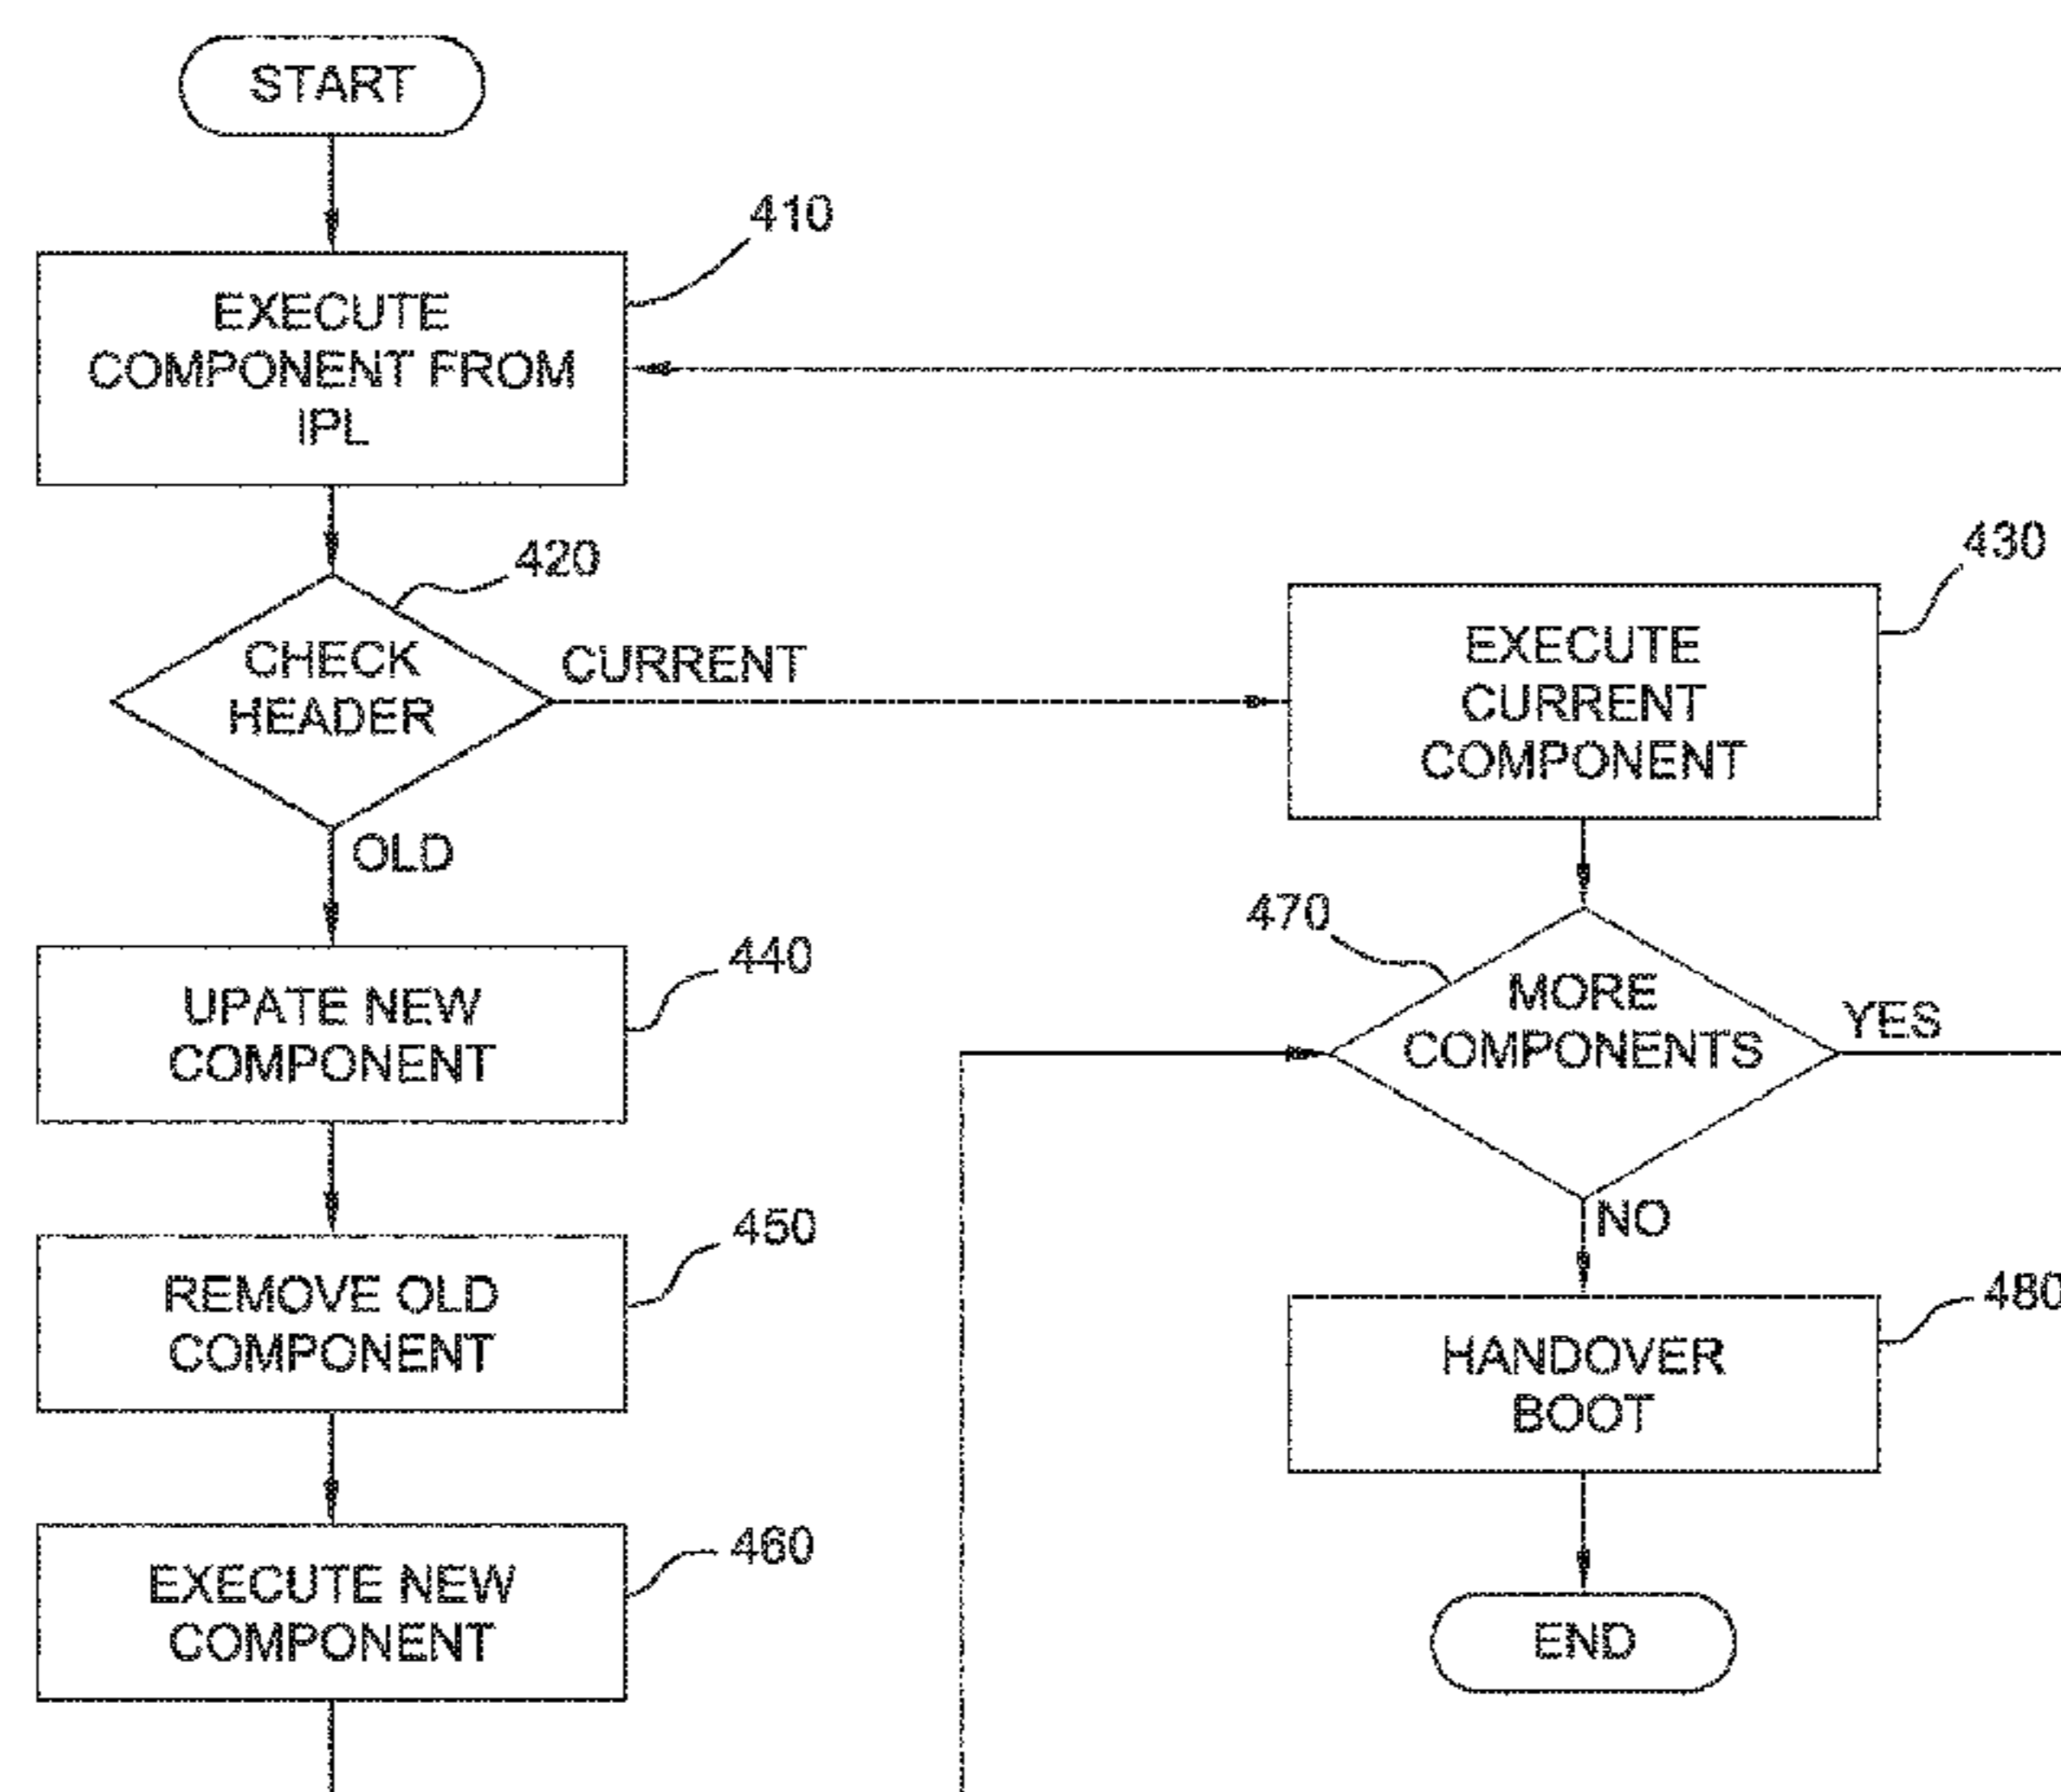 START
410
EXECUTE
COMPONENT FROM
IPL
420
CHECK
HEADER
CURRENT
OLD
430
EXECUTE
CURRENT
COMPONENT
440
UPATE NEW
COMPONENT
470
MORE
COMPONENTS
YES
NO
450
REMOVE OLD
COMPONENT
480
HANDOVER
BOOT
460
EXECUTE NEW
COMPONENT
END